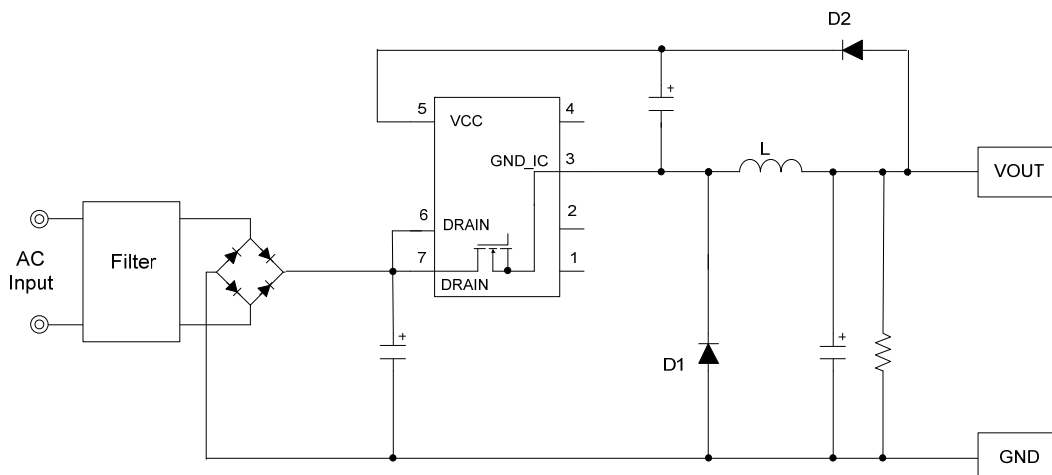 D2
5
VCC
4
+
GND_IC
3
L
VOUT
6
DRAIN
2
AC
Input
Filter
7
DRAIN
1
+
D1
+
GND